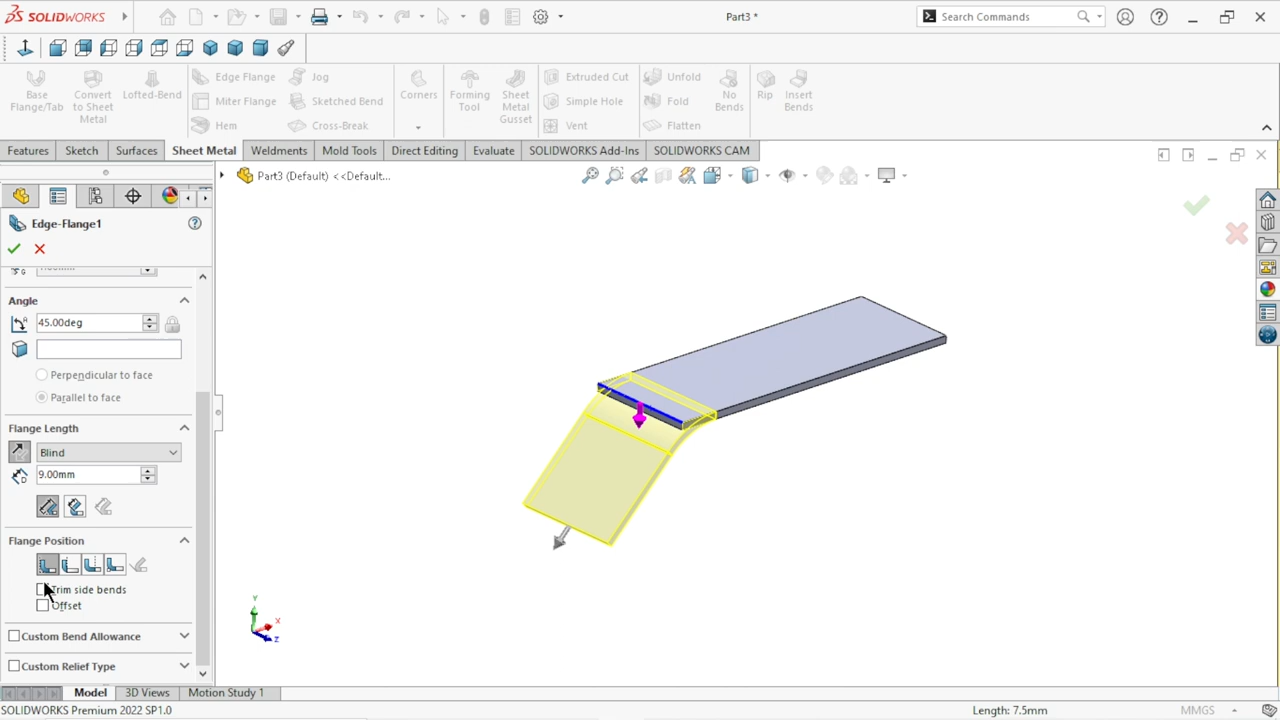 SOLIDWORKS
Part3 *
Search Commands
Base Flange/Tab
Convert to Sheet Metal
Lofted-Bend
Edge Flange
Miter Flange
Hem
Jog
Sketched Bend
Cross-Break
Corners
Forming Tool
Sheet Metal Gusset
Extruded Cut
Simple Hole
Vent
Unfold
Fold
Flatten
No Bends
Rip
Insert Bends
Features
Sketch
Surfaces
Sheet Metal
Weldments
Mold Tools
Direct Editing
Evaluate
SOLIDWORKS Add-Ins
SOLIDWORKS CAM
Part3 (Default) <<Default...
Edge-Flange1
Angle
45.00deg
Perpendicular to face
Parallel to face
Flange Length
Blind
9.00mm
Flange Position
Trim side bends
Offset
Custom Bend Allowance
Custom Relief Type
Y
X
Z
Model
3D Views
Motion Study 1
SOLIDWORKS Premium 2022 SP1.0
Length: 7.5mm
MMGS